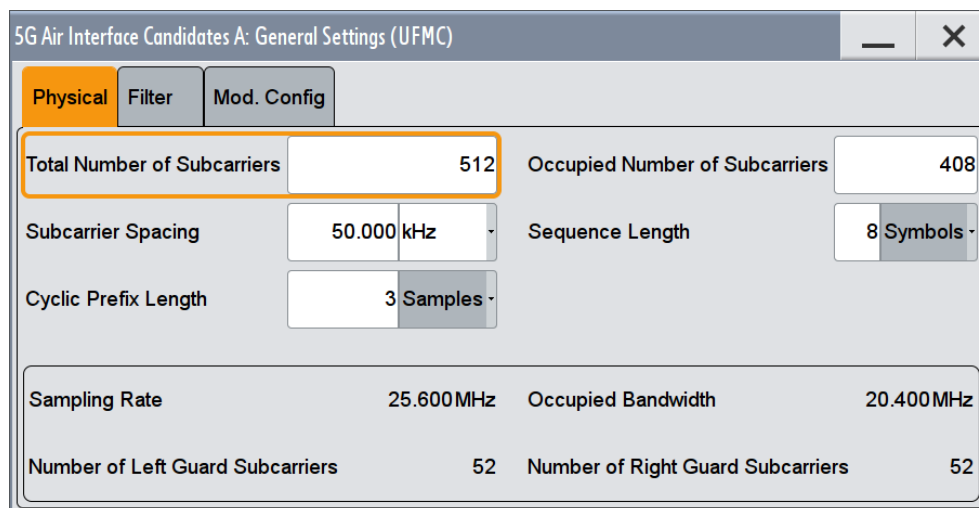 5G Air Interface Candidates A: General Settings (UFMC)
Physical Filter Mod. Config
Total Number of Subcarriers 512 Occupied Number of Subcarriers 408
Subcarrier Spacing 50.000 kHz Sequence Length 8 Symbols
Cyclic Prefix Length 3 Samples
Sampling Rate 25.600 MHz Occupied Bandwidth 20.400 MHz
Number of Left Guard Subcarriers 52 Number of Right Guard Subcarriers 52